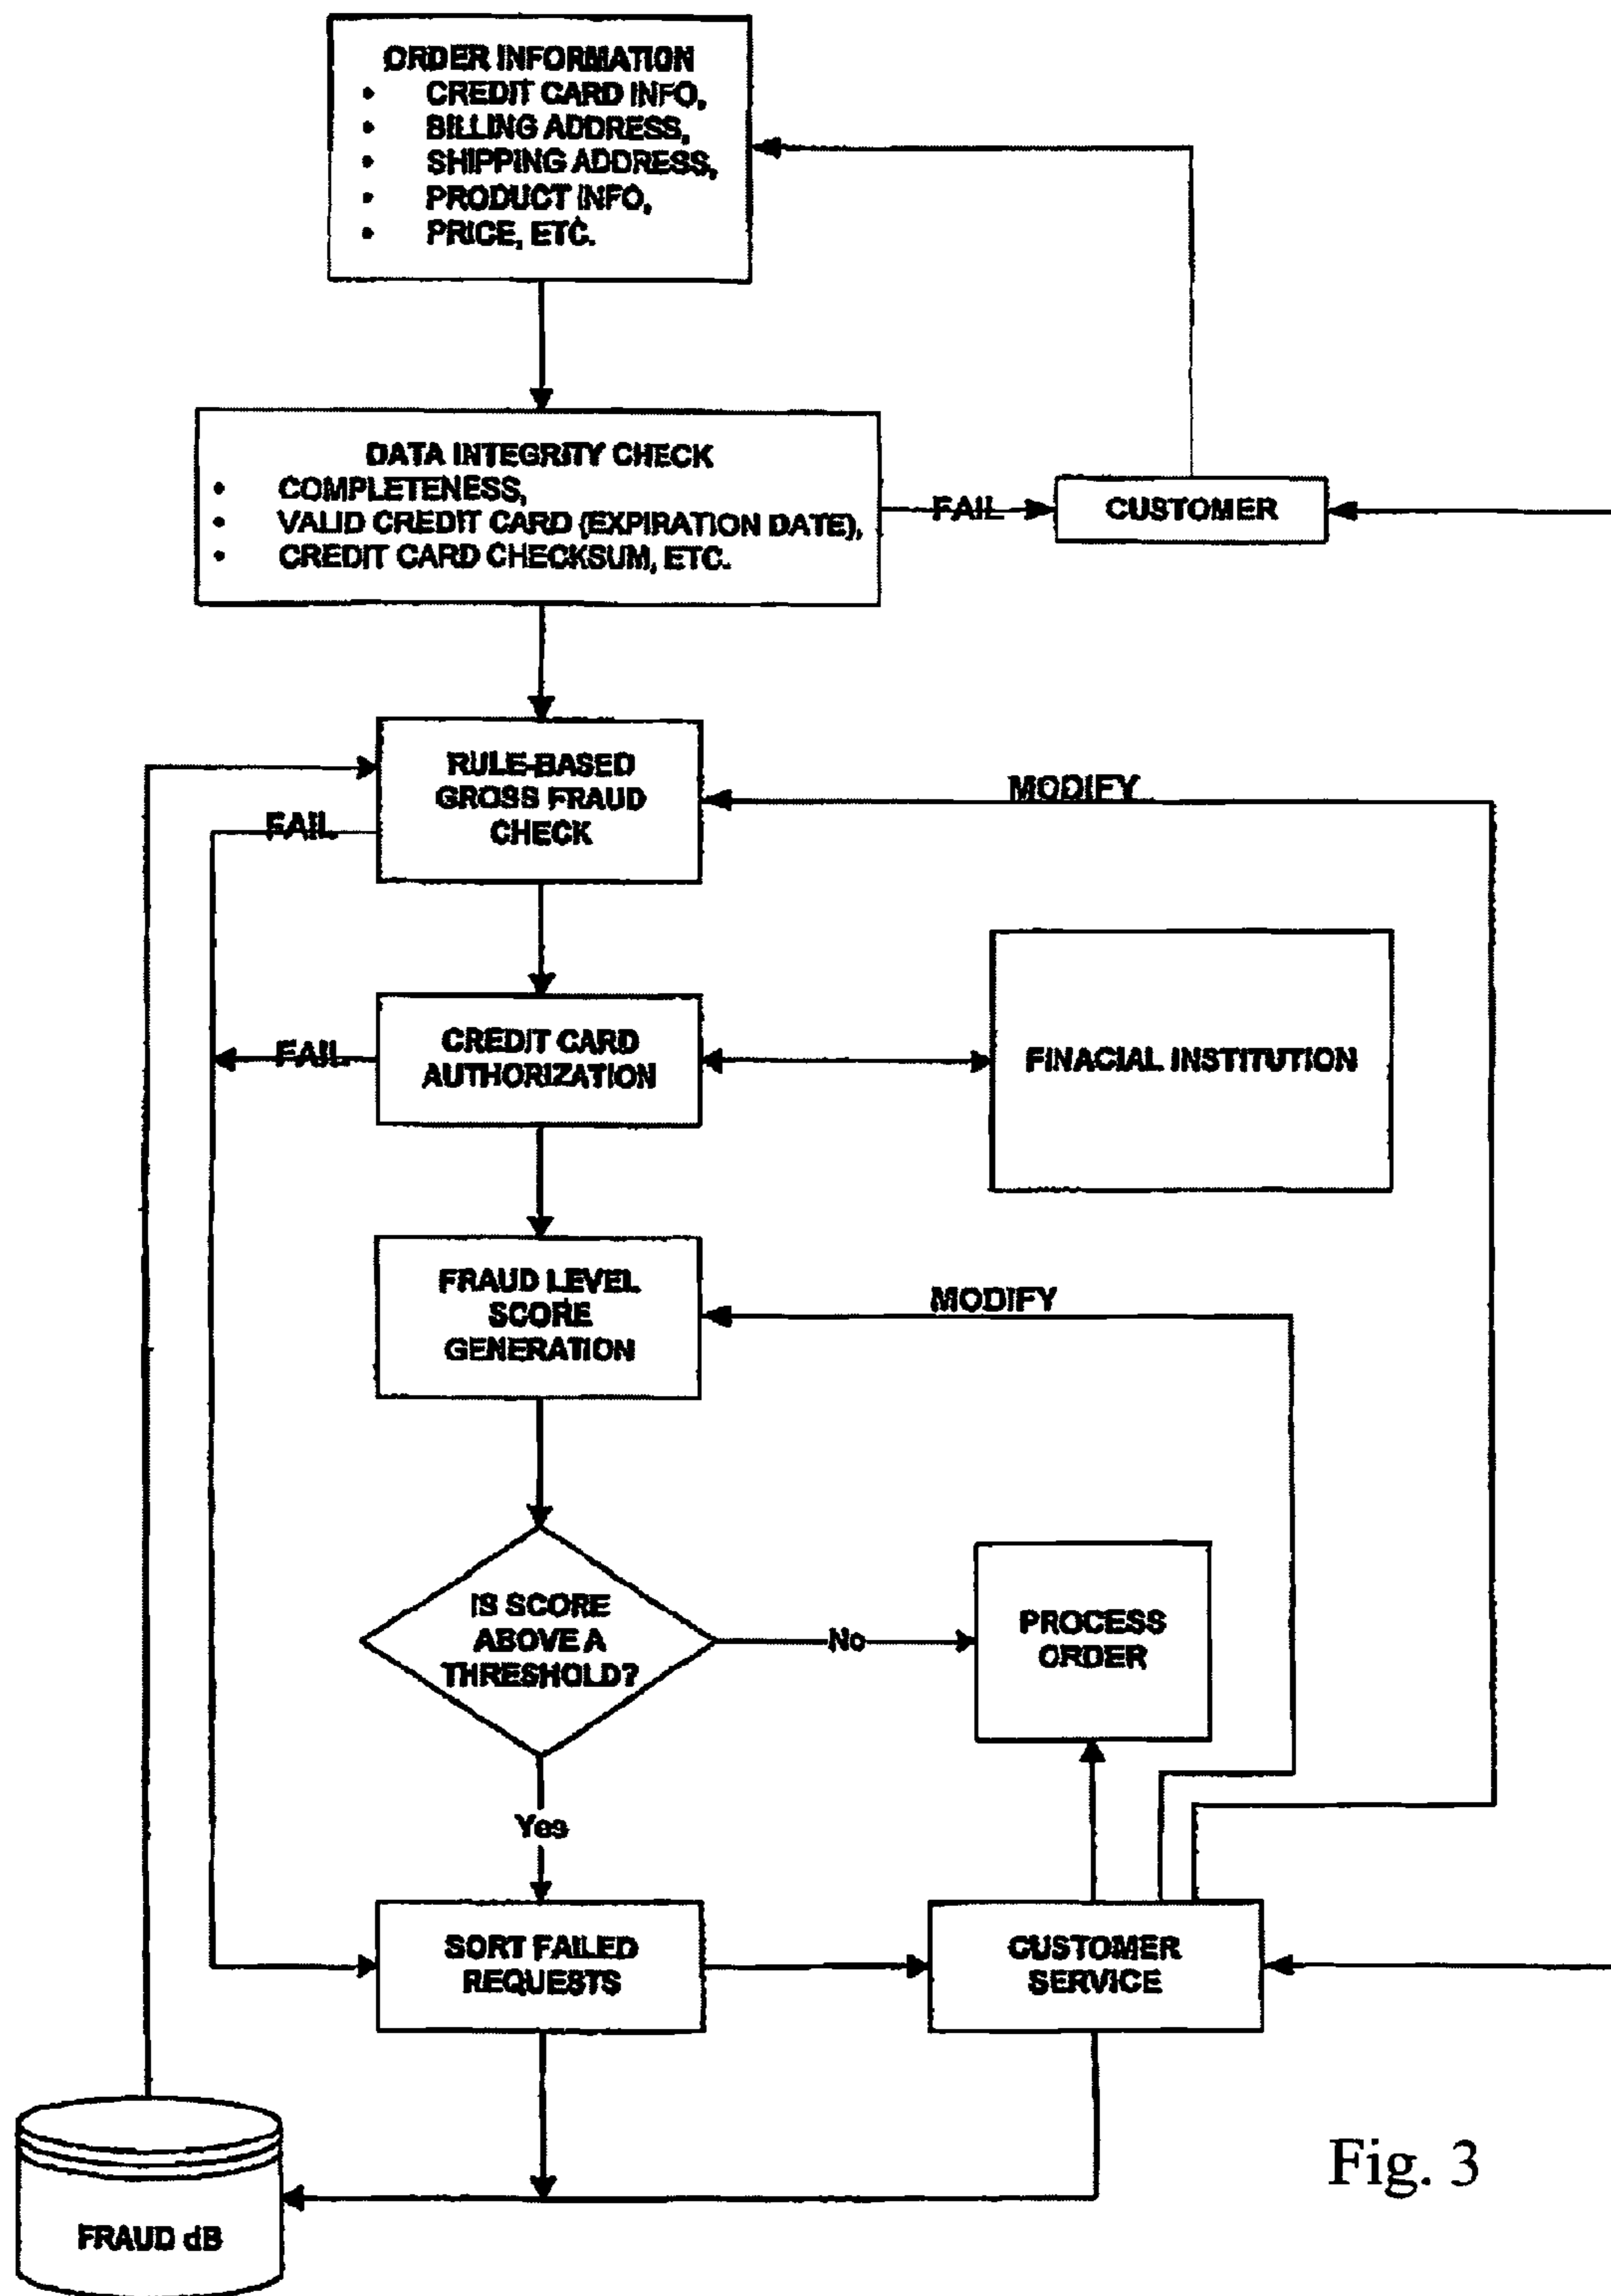 ORDER INFORMATION
• CREDIT CARD INFO,
• BILLING ADDRESS,
• SHIPPING ADDRESS,
• PRODUCT INFO,
• PRICE, ETC.
DATA INTEGRITY CHECK
• COMPLETENESS,
• VALID CREDIT CARD (EXPIRATION DATE),
• CREDIT CARD CHECKSUM, ETC.
FAIL
CUSTOMER
RULE-BASED
GROSS FRAUD
CHECK
MODIFY
FAIL
CREDIT CARD
AUTHORIZATION
FAIL
FINACIAL INSTITUTION
FRAUD LEVEL
SCORE
GENERATION
MODIFY
IS SCORE
ABOVE A
THRESHOLD?
No
PROCESS
ORDER
Yes
SORT FAILED
REQUESTS
CUSTOMER
SERVICE
FRAUD dB
Fig. 3